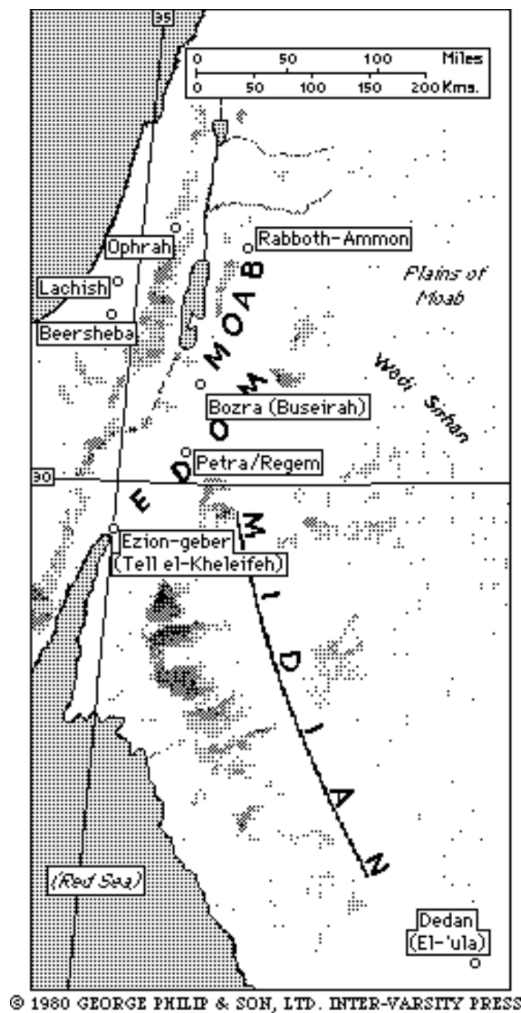 35
0 50 100 Miles
0 50 100 150 200 Kms.
Ophrah
Rabboth-Ammon
Lachish
Plains of
Moab
Beersheba
MOAB
Wadi Sirhan
Bozra (Buseirah)
EDOM
Petra/Regem
30
Ezion-geber
(Tell el-Kheleifeh)
MIDIAN
(Red Sea)
Dedan
(El-'ula)
© 1980 GEORGE PHILIP & SON, LTD. INTER-VARSITY PRESS